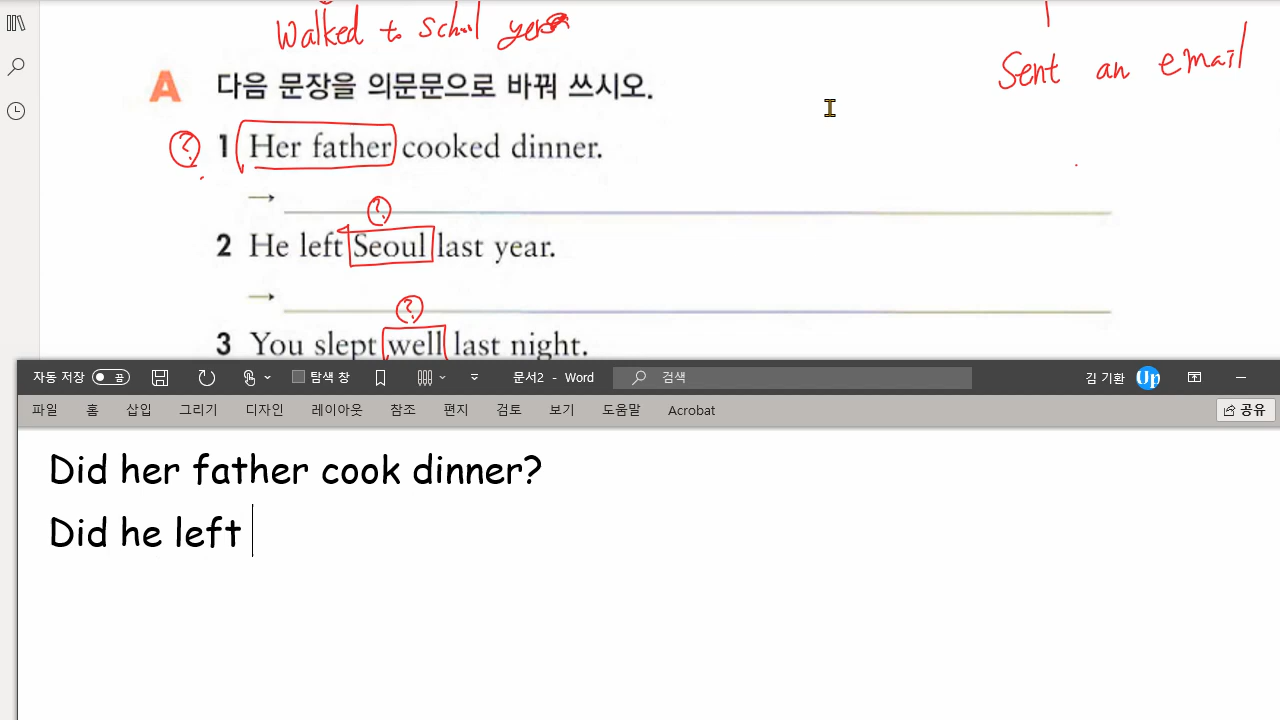 walked to school
sent an email
A 다음 문장을 의문문으로 바꿔 쓰시오.
? 1 Her father cooked dinner.
→
?
2 He left Seoul last year.
→
?
3 You slept well last night.
자동 저장 끔 탐색 창 문서2 - Word 검색 김 기환 Up
파일 홈 삽입 그리기 디자인 레이아웃 참조 편지 검토 보기 도움말 Acrobat 공유
Did her father cook dinner?
Did he left